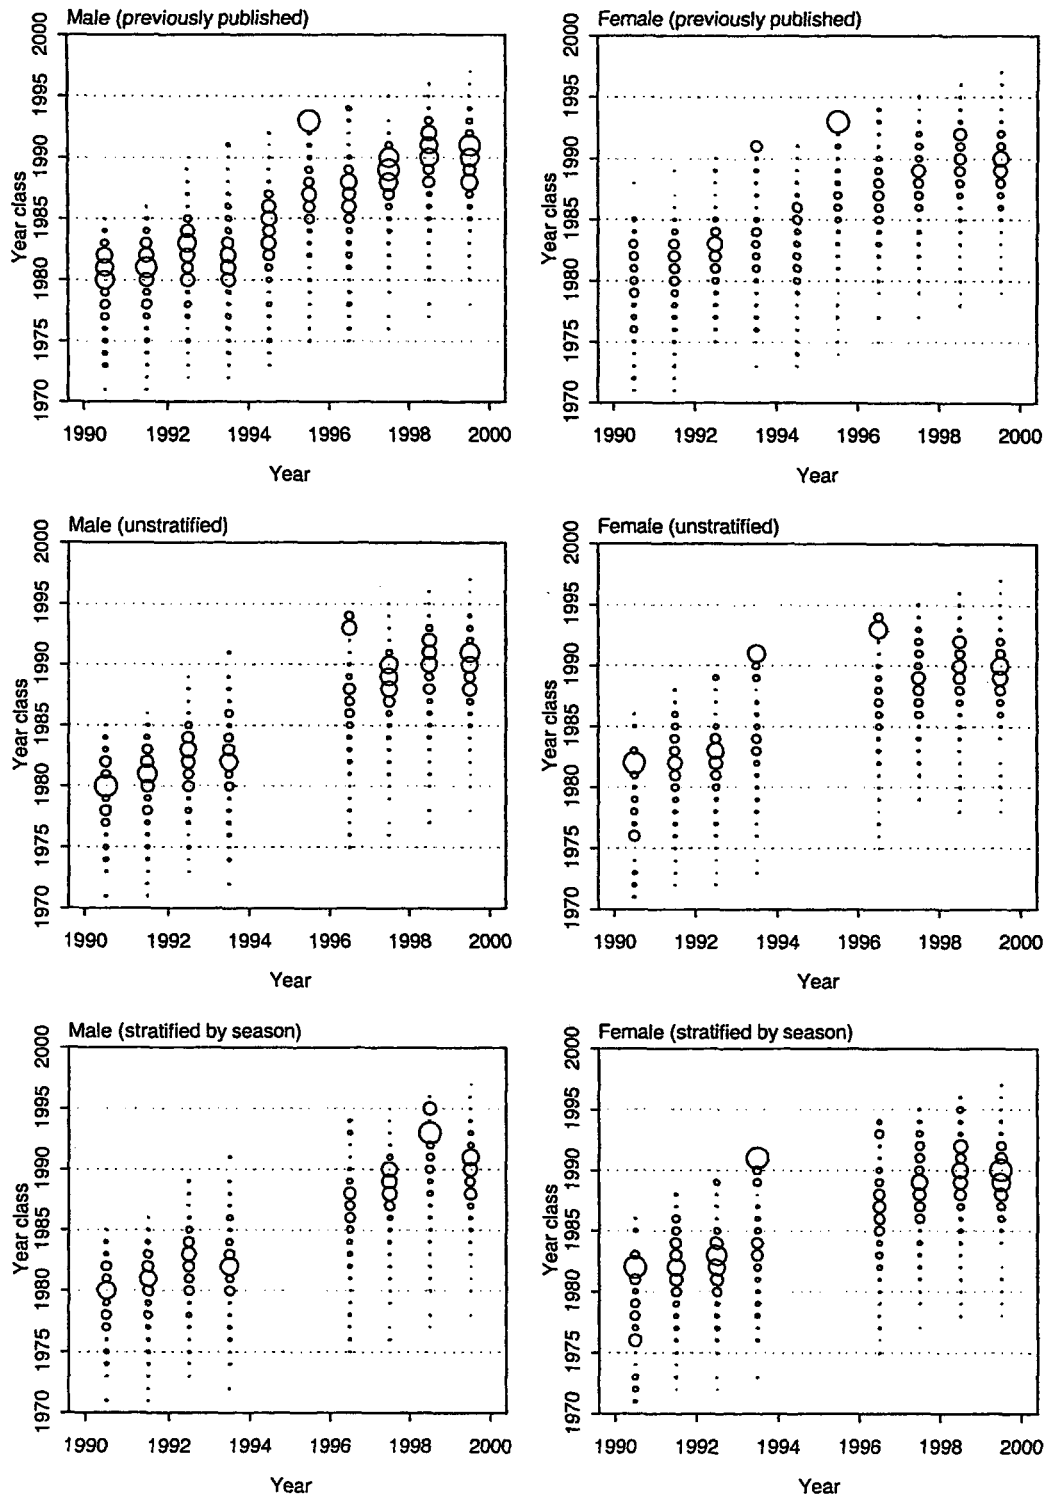 Male (previously published)
Female (previously published)
2000
1995
1990
1985
1980
1975
1970
Year class
1990 1992 1994 1996 1998 2000
Year
2000
1995
1990
1985
1980
1975
1970
Year class
1990 1992 1994 1996 1998 2000
Year
Male (unstratified)
Female (unstratified)
2000
1995
1990
1985
1980
1975
1970
Year class
1990 1992 1994 1996 1998 2000
Year
2000
1995
1990
1985
1980
1975
1970
Year class
1990 1992 1994 1996 1998 2000
Year
Male (stratified by season)
Female (stratified by season)
2000
1995
1990
1985
1980
1975
1970
Year class
1990 1992 1994 1996 1998 2000
Year
2000
1995
1990
1985
1980
1975
1970
Year class
1990 1992 1994 1996 1998 2000
Year